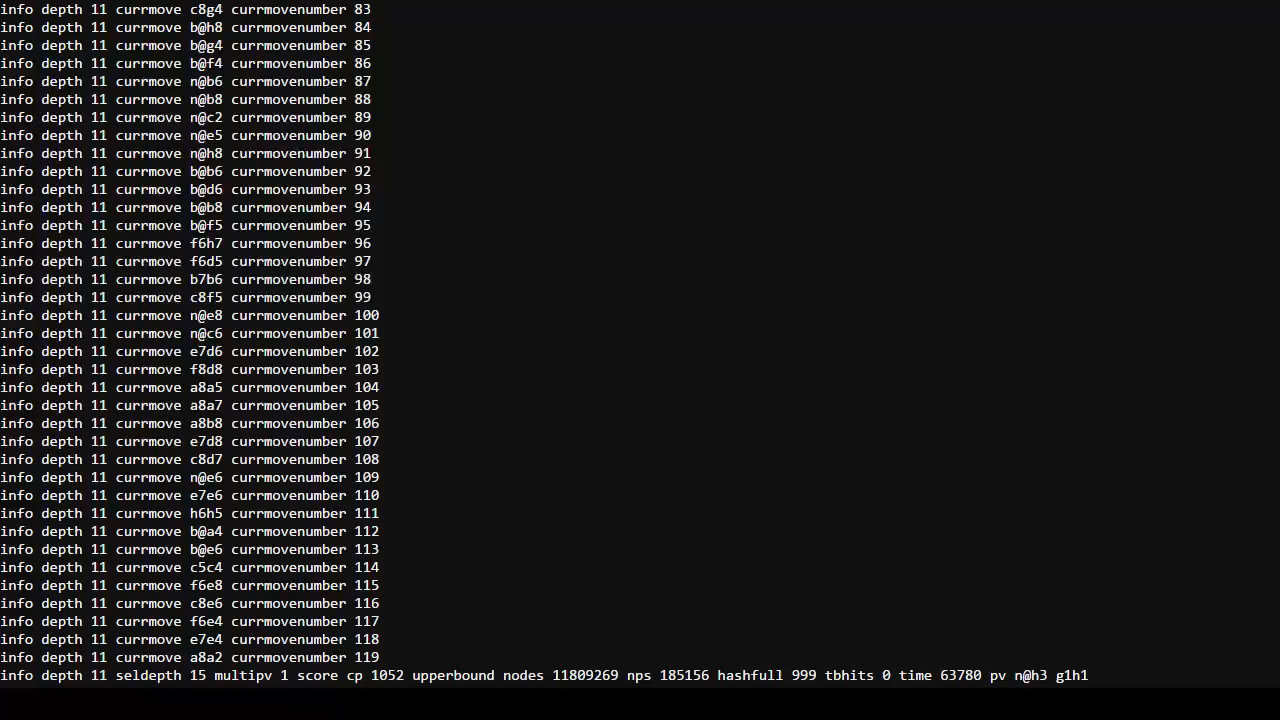 info depth 11 currmove c8g4 currmovenumber 83
info depth 11 currmove b@h8 currmovenumber 84
info depth 11 currmove b@g4 currmovenumber 85
info depth 11 currmove b@f4 currmovenumber 86
info depth 11 currmove n@b6 currmovenumber 87
info depth 11 currmove n@b8 currmovenumber 88
info depth 11 currmove n@c2 currmovenumber 89
info depth 11 currmove n@e5 currmovenumber 90
info depth 11 currmove n@h8 currmovenumber 91
info depth 11 currmove b@b6 currmovenumber 92
info depth 11 currmove b@d6 currmovenumber 93
info depth 11 currmove b@b8 currmovenumber 94
info depth 11 currmove b@f5 currmovenumber 95
info depth 11 currmove f6h7 currmovenumber 96
info depth 11 currmove f6d5 currmovenumber 97
info depth 11 currmove b7b6 currmovenumber 98
info depth 11 currmove c8f5 currmovenumber 99
info depth 11 currmove n@e8 currmovenumber 100
info depth 11 currmove n@c6 currmovenumber 101
info depth 11 currmove e7d6 currmovenumber 102
info depth 11 currmove f8d8 currmovenumber 103
info depth 11 currmove a8a5 currmovenumber 104
info depth 11 currmove a8a7 currmovenumber 105
info depth 11 currmove a8b8 currmovenumber 106
info depth 11 currmove e7d8 currmovenumber 107
info depth 11 currmove c8d7 currmovenumber 108
info depth 11 currmove n@e6 currmovenumber 109
info depth 11 currmove e7e6 currmovenumber 110
info depth 11 currmove h6h5 currmovenumber 111
info depth 11 currmove b@a4 currmovenumber 112
info depth 11 currmove b@e6 currmovenumber 113
info depth 11 currmove c5c4 currmovenumber 114
info depth 11 currmove f6e8 currmovenumber 115
info depth 11 currmove c8e6 currmovenumber 116
info depth 11 currmove f6e4 currmovenumber 117
info depth 11 currmove e7e4 currmovenumber 118
info depth 11 currmove a8a2 currmovenumber 119
info depth 11 seldepth 15 multipv 1 score cp 1052 upperbound nodes 11809269 nps 185156 hashfull 999 tbhits 0 time 63780 pv n@h3 g1h1